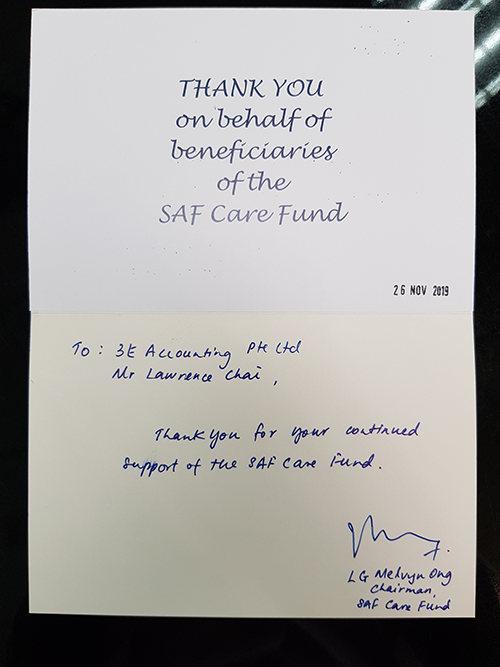 THANK YOU
on behalf of
beneficiaries
of the
SAF Care Fund
26 NOV 2019
To : 3E Accounting Pte Ltd
Mr Lawrence Chai ,
Thank you for your continued
support of the SAF Care Fund .
LG Melvyn Ong
Chairman,
SAF Care Fund